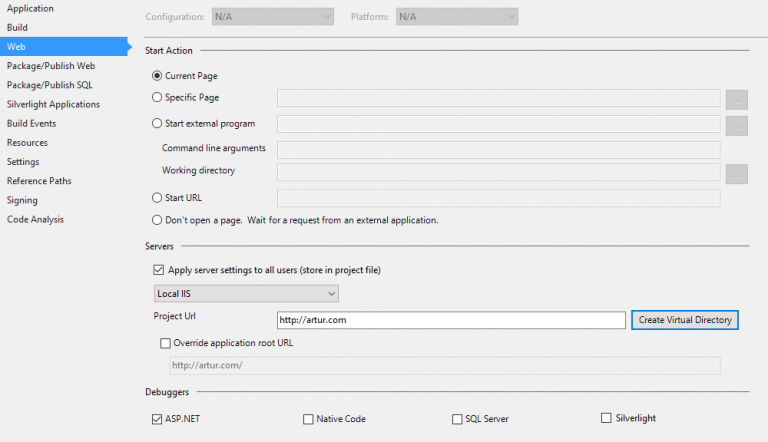 Application
Build
Web
Package/Publish Web
Package/Publish SQL
Silverlight Applications
Build Events
Resources
Settings
Reference Paths
Signing
Code Analysis
Configuration: N/A Platform: N/A
Start Action
Current Page
Specific Page ...
Start external program ...
Command line arguments
Working directory ...
Start URL
Don't open a page. Wait for a request from an external application.
Servers
Apply server settings to all users (store in project file)
Local IIS
Project Url http://artur.com Create Virtual Directory
Override application root URL
http://artur.com/
Debuggers
ASP.NET Native Code SQL Server Silverlight